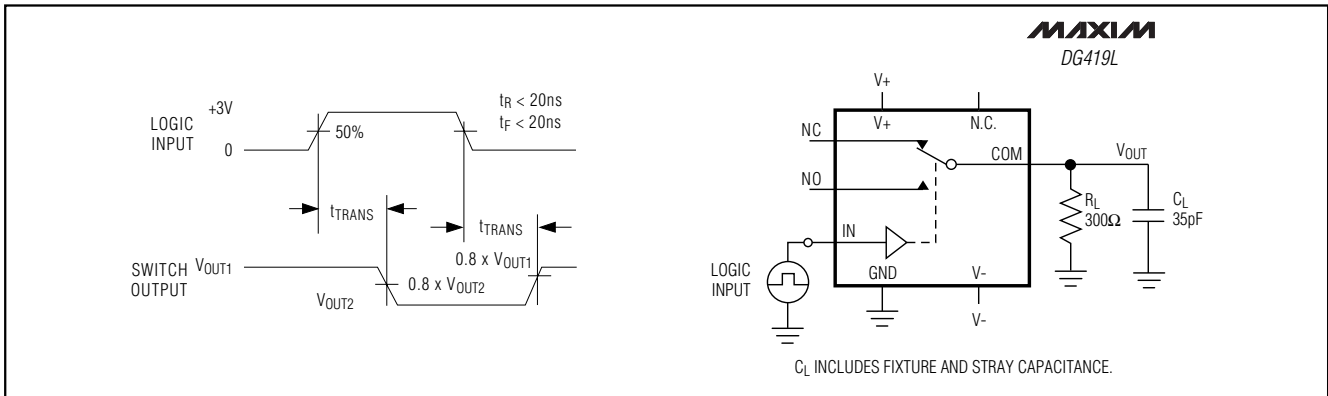 MAXIM
DG419L
LOGIC
INPUT
+3V
0
50%
tR < 20ns
tF < 20ns
tTRANS
tTRANS
SWITCH
OUTPUT
VOUT1
VOUT2
0.8 x VOUT2
0.8 x VOUT1
V+
V+
N.C.
NC
NO
COM
VOUT
RL
300Ω
CL
35pF
IN
LOGIC
INPUT
GND
V-
V-
CL INCLUDES FIXTURE AND STRAY CAPACITANCE.